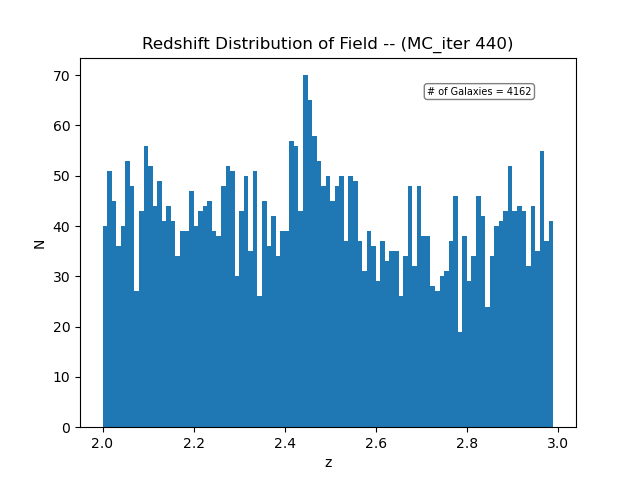 Redshift Distribution of Field -- (MC_iter 440)
# of Galaxies = 4162
70
60
50
40
30
20
10
0
N
2.0 2.2 2.4 2.6 2.8 3.0
z